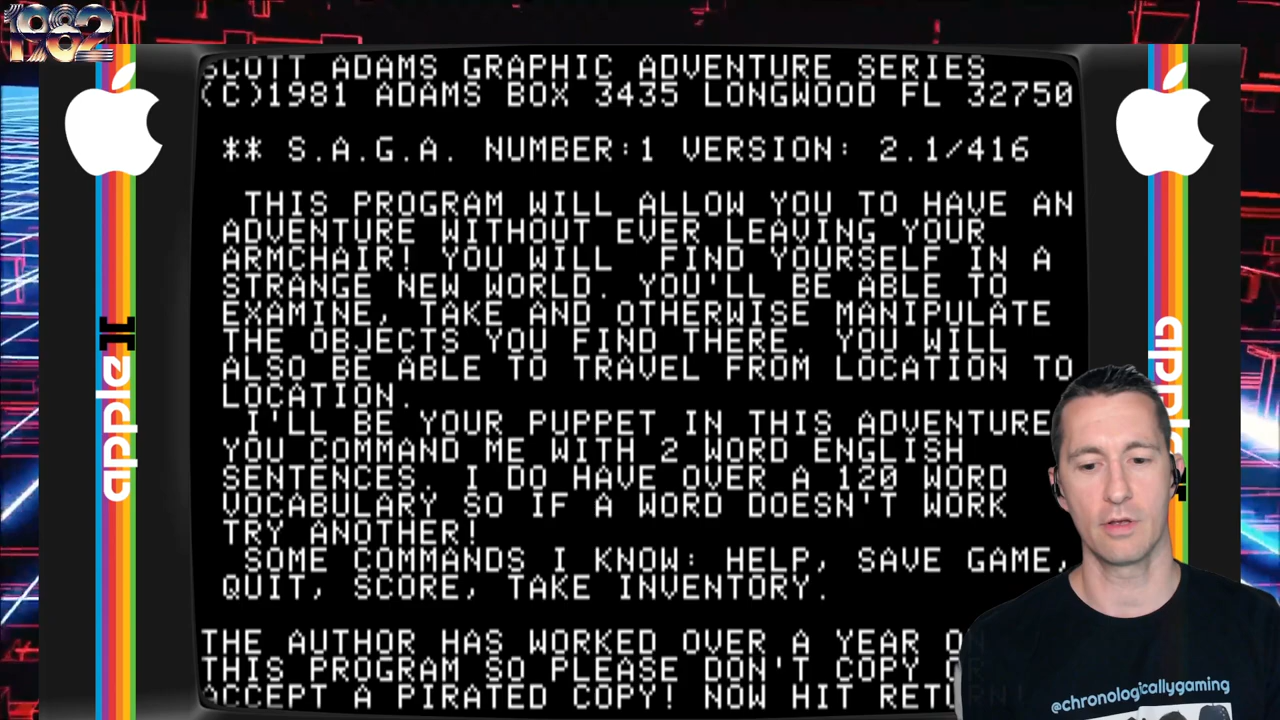 1982
SCOTT ADAMS GRAPHIC ADVENTURE SERIES
(C)1981 ADAMS BOX 3435 LONGWOOD FL 32750
** S.A.G.A. NUMBER:1 VERSION: 2.1/416
THIS PROGRAM WILL ALLOW YOU TO HAVE AN
ADVENTURE WITHOUT EVER LEAVING YOUR
ARMCHAIR! YOU WILL FIND YOURSELF IN A
STRANGE NEW WORLD. YOU'LL BE ABLE TO
EXAMINE, TAKE AND OTHERWISE MANIPULATE
THE OBJECTS YOU FIND THERE. YOU WILL
ALSO BE ABLE TO TRAVEL FROM LOCATION TO
LOCATION.
I'LL BE YOUR PUPPET IN THIS ADVENTURE
YOU COMMAND ME WITH 2 WORD ENGLISH
SENTENCES. I DO HAVE OVER A 120 WORD
VOCABULARY SO IF A WORD DOESN'T WORK
TRY ANOTHER!
SOME COMMANDS I KNOW: HELP, SAVE GAME,
QUIT, SCORE, TAKE INVENTORY.
THE AUTHOR HAS WORKED OVER A YEAR ON
THIS PROGRAM SO PLEASE DON'T COPY OR
ACCEPT A PIRATED COPY! NOW HIT RETURN!
apple ][
apple
@chronologicallygaming